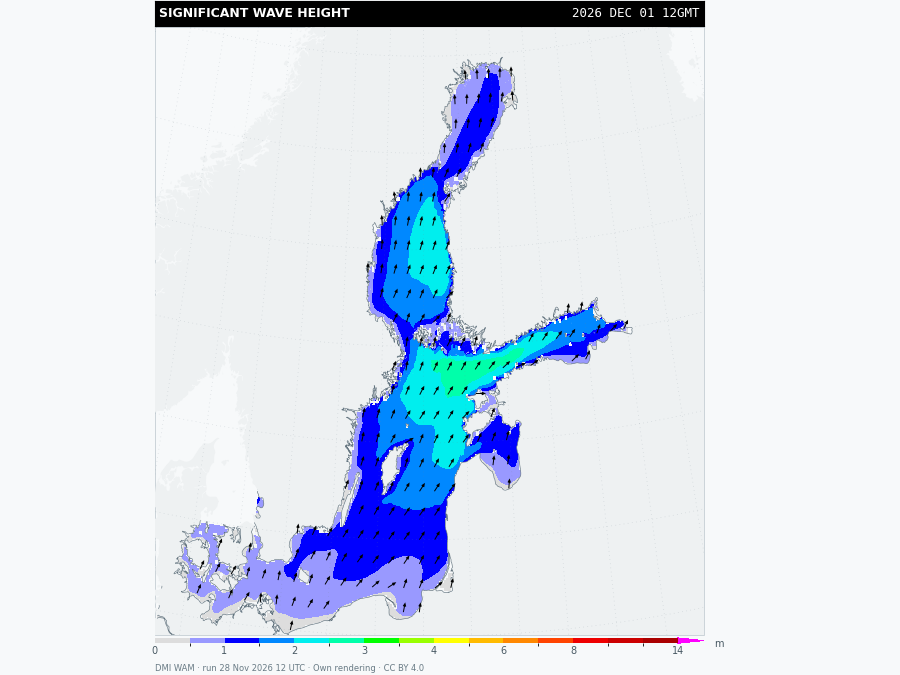 SIGNIFICANT WAVE HEIGHT 2026 DEC 01 12GMT
0 1 2 3 4 6 8 14 m
DMI WAM · run 28 Nov 2026 12 UTC · Own rendering · CC BY 4.0